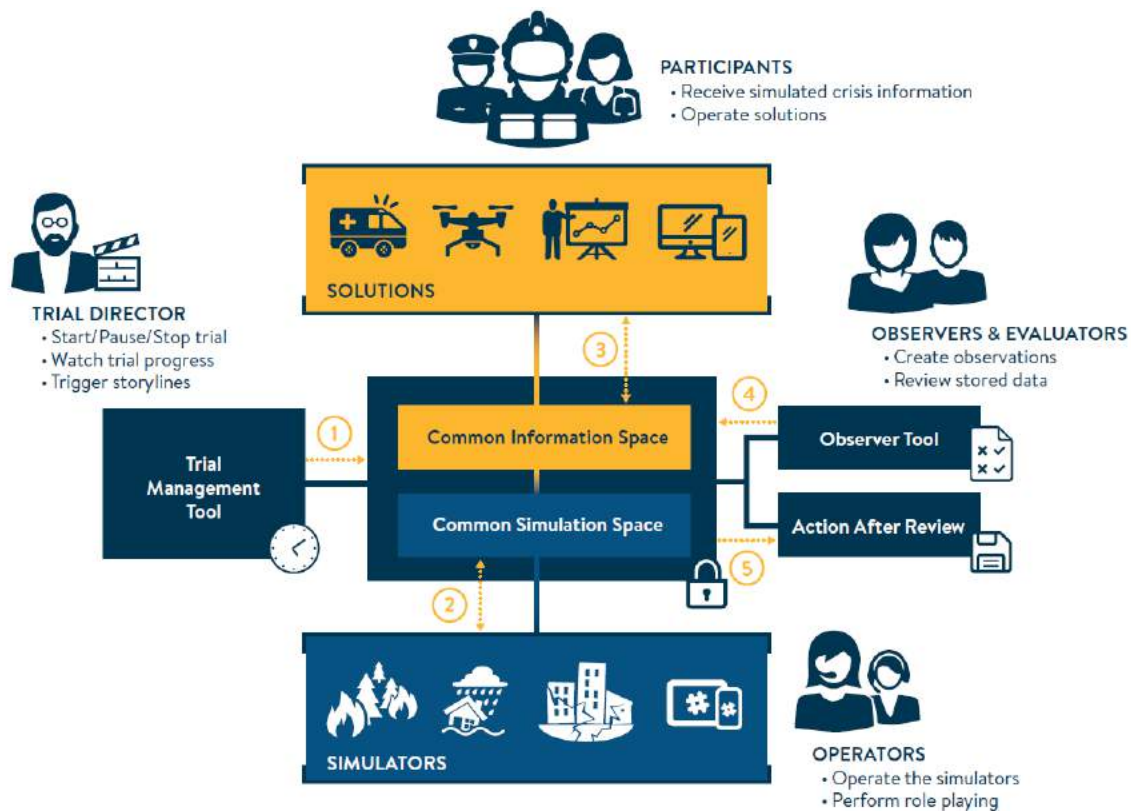 PARTICIPANTS
• Receive simulated crisis information
• Operate solutions
SOLUTIONS
TRIAL DIRECTOR
• Start/Pause/Stop trial
• Watch trial progress
• Trigger storylines
OBSERVERS & EVALUATORS
• Create observations
• Review stored data
3
1
4
Common Information Space
Observer Tool
Trial
Management
Tool
Common Simulation Space
Action After Review
5
2
SIMULATORS
OPERATORS
• Operate the simulators
• Perform role playing